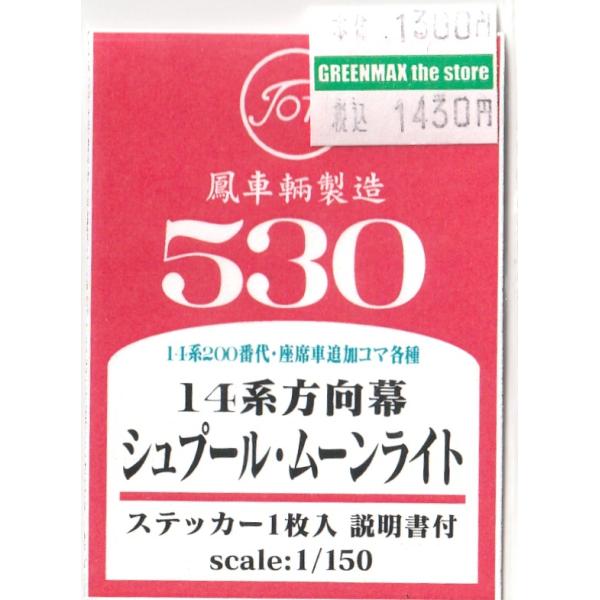 本体 1300円
GREENMAX the store
税込 1430円
鳳車輌製造
530
14系200番代・座席車追加コマ各種
14系方向幕
シュプール・ムーンライト
ステッカー1枚入 説明書付
scale:1/150